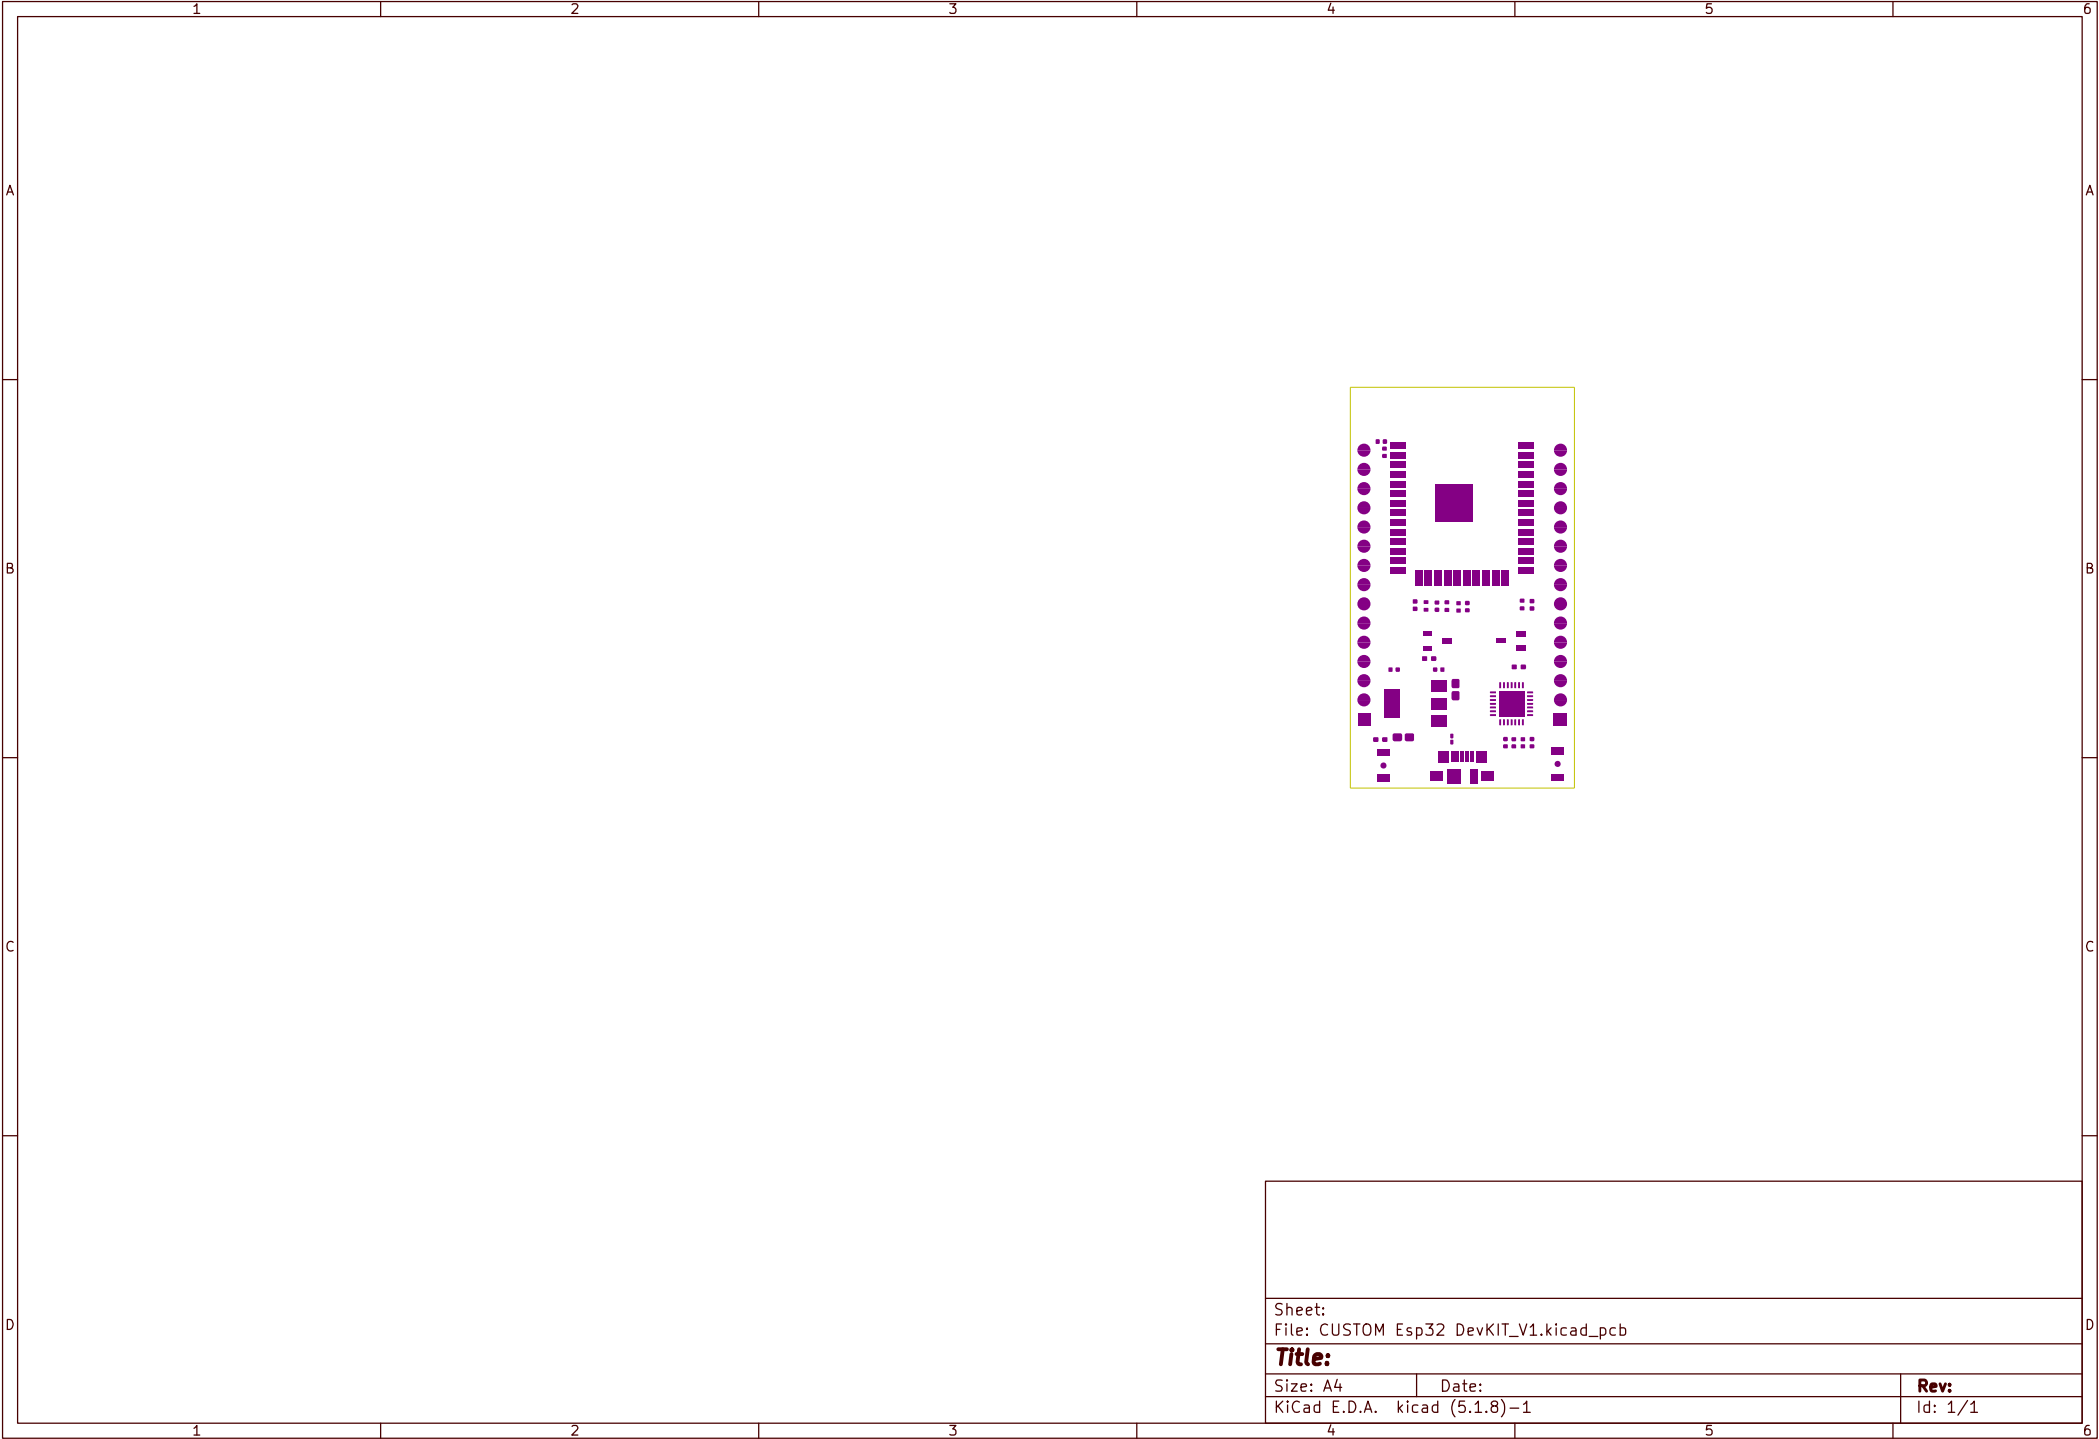 1 2 3 4 5 6
A A
B B
C C
Sheet:
File: CUSTOM Esp32 DevKIT_V1.kicad_pcb
D D
Title:
Size: A4 Date: Rev:
KiCad E.D.A. kicad (5.1.8)-1 Id: 1/1
1 2 3 4 5 6